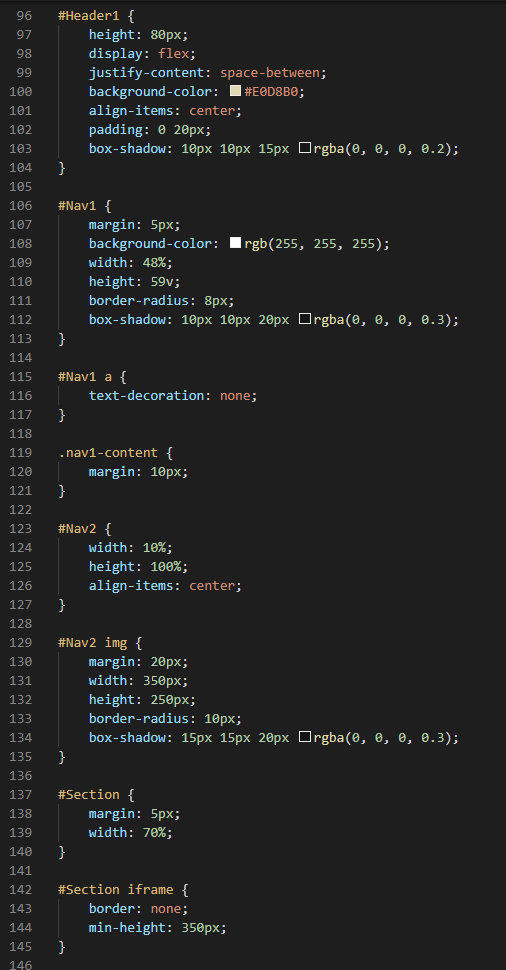 96 #Header1 {
97 height: 80px;
98 display: flex;
99 justify-content: space-between;
100 background-color: #E0D8B0;
101 align-items: center;
102 padding: 0 20px;
103 box-shadow: 10px 10px 15px rgba(0, 0, 0, 0.2);
104 }
105
106 #Nav1 {
107 margin: 5px;
108 background-color: rgb(255, 255, 255);
109 width: 48%;
110 height: 59v;
111 border-radius: 8px;
112 box-shadow: 10px 10px 20px rgba(0, 0, 0, 0.3);
113 }
114
115 #Nav1 a {
116 text-decoration: none;
117 }
118
119 .nav1-content {
120 margin: 10px;
121 }
122
123 #Nav2 {
124 width: 10%;
125 height: 100%;
126 align-items: center;
127 }
128
129 #Nav2 img {
130 margin: 20px;
131 width: 350px;
132 height: 250px;
133 border-radius: 10px;
134 box-shadow: 15px 15px 20px rgba(0, 0, 0, 0.3);
135 }
136
137 #Section {
138 margin: 5px;
139 width: 70%;
140 }
141
142 #Section iframe {
143 border: none;
144 min-height: 350px;
145 }
146